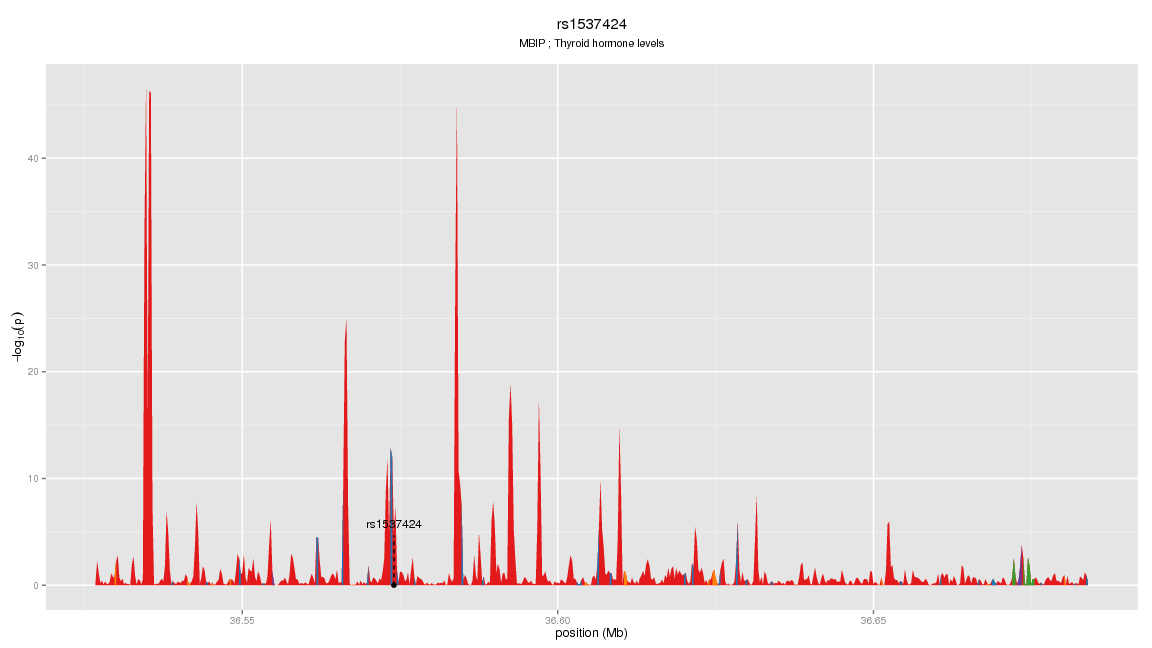 rs1537424
MBIP ; Thyroid hormone levels
40
30
20
10
0
−log10(p)
rs1537424
36.55
36.60
36.65
position (Mb)